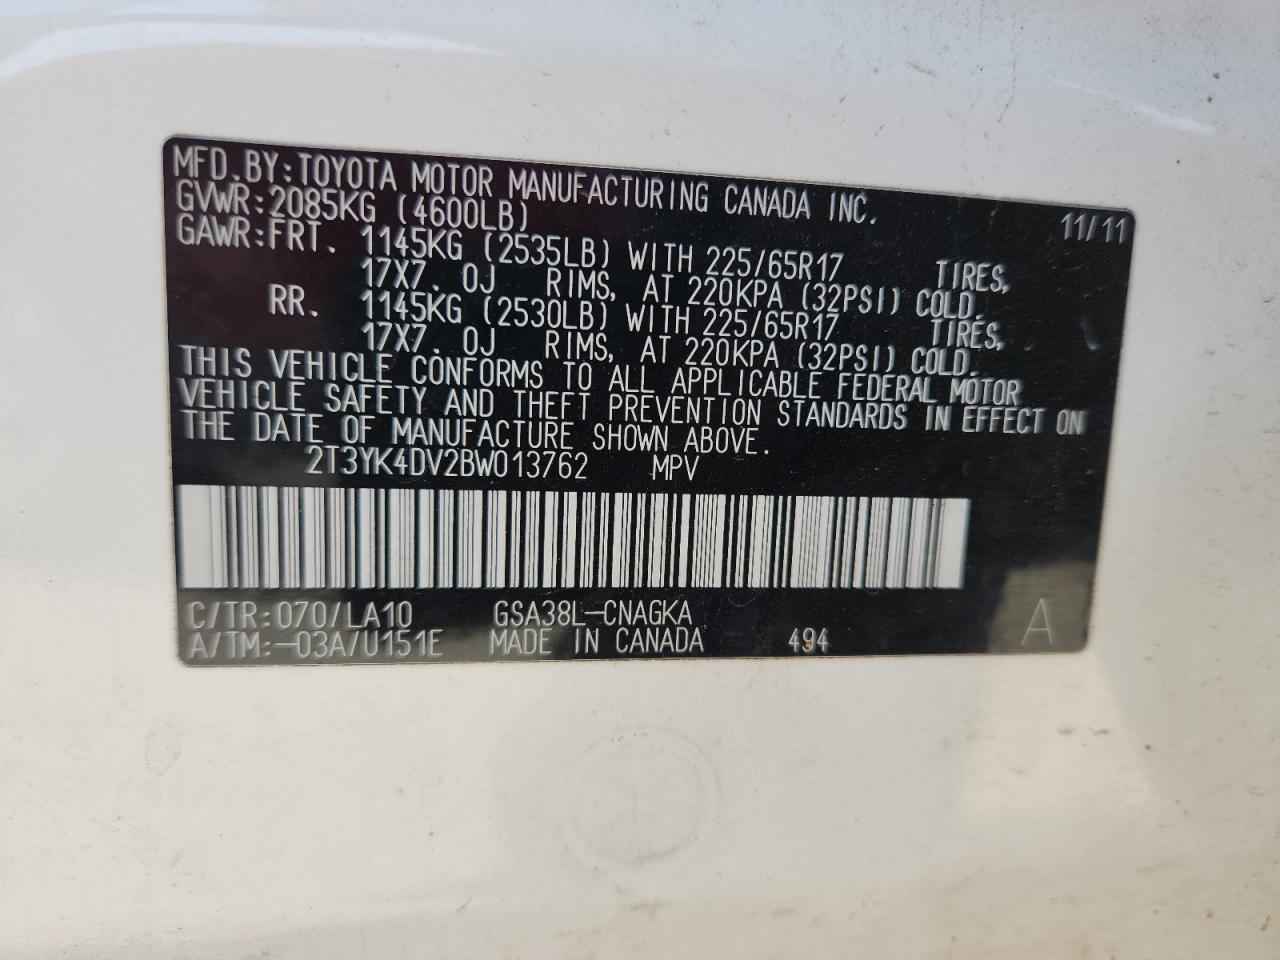 MFD.BY:TOYOTA MOTOR MANUFACTURING CANADA INC.
GVWR:2085KG (4600LB) 11/11
GAWR:FRT. 1145KG (2535LB) WITH 225/65R17 TIRES,
17X7.0J RIMS, AT 220KPA (32PSI) COLD.
RR. 1145KG (2530LB) WITH 225/65R17 TIRES,
17X7.0J RIMS, AT 220KPA (32PSI) COLD.
THIS VEHICLE CONFORMS TO ALL APPLICABLE FEDERAL MOTOR
VEHICLE SAFETY AND THEFT PREVENTION STANDARDS IN EFFECT ON
THE DATE OF MANUFACTURE SHOWN ABOVE.
2T3YK4DV2BW013762 MPV
C/TR:070/LA10 GSA38L-CNAGKA
A/TM:-03A/U151E MADE IN CANADA 494 A